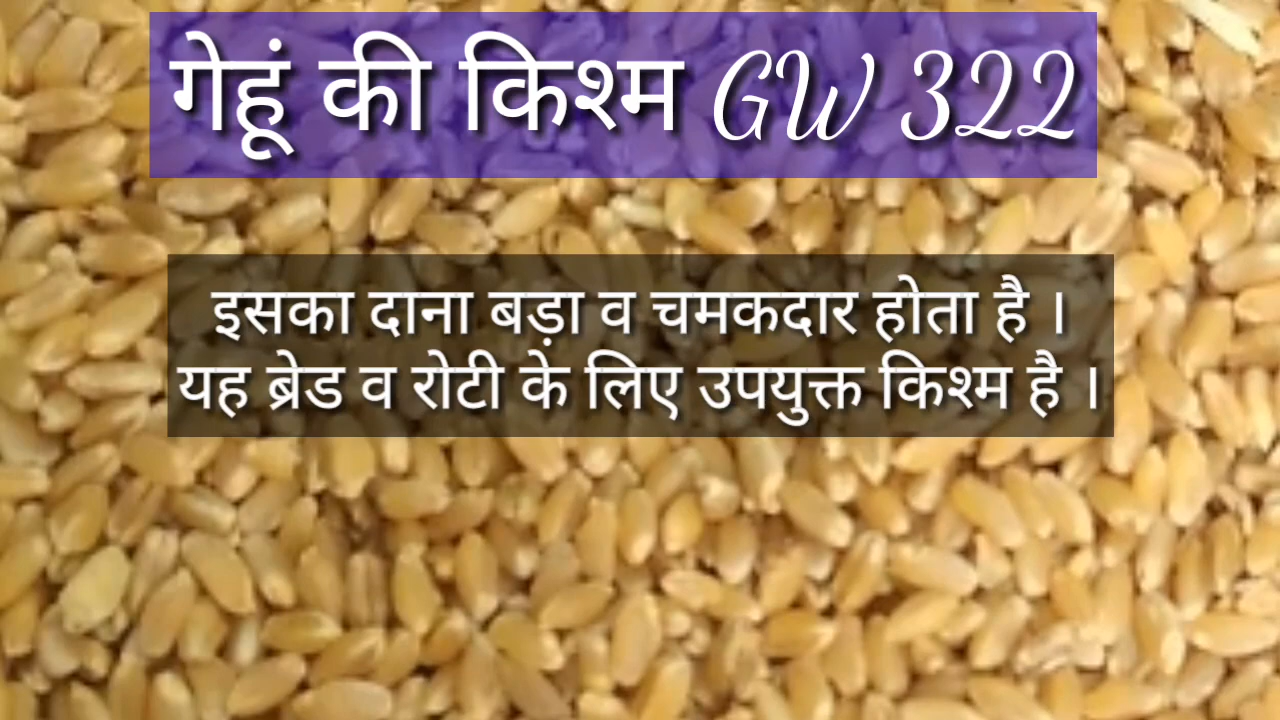 गेहूं की किश्म GW 322
इसका दाना बड़ा व चमकदार होता है ।
यह ब्रेड व रोटी के लिए उपयुक्त किश्म है ।